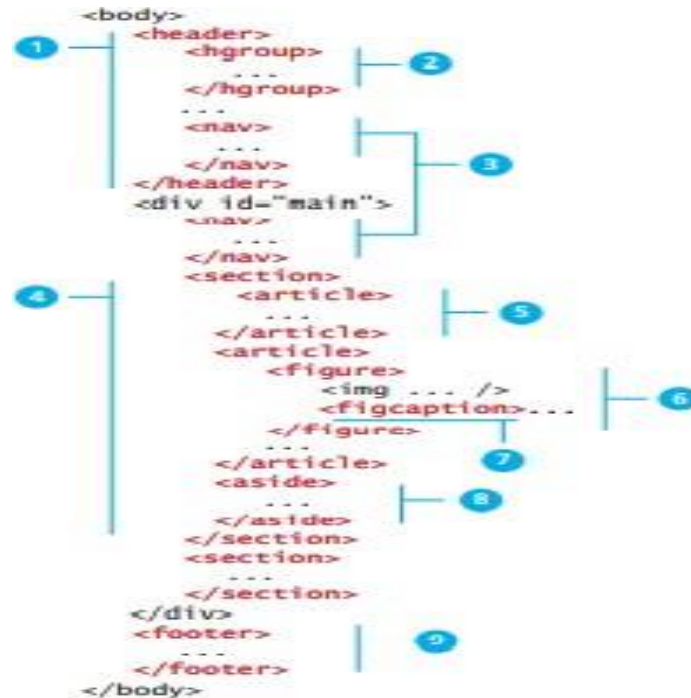 <body>
<header>
1
<hgroup>
2
...
</hgroup>
...
<nav>
...
3
</nav>
</header>
<div id="main">
<nav>
...
</nav>
<section>
4
<article>
5
...
</article>
<article>
<figure>
<img ... />
6
<figcaption>...
</figure>
7
...
</article>
<aside>
8
...
</aside>
</section>
<section>
...
</section>
</div>
<footer>
9
...
</footer>
</body>